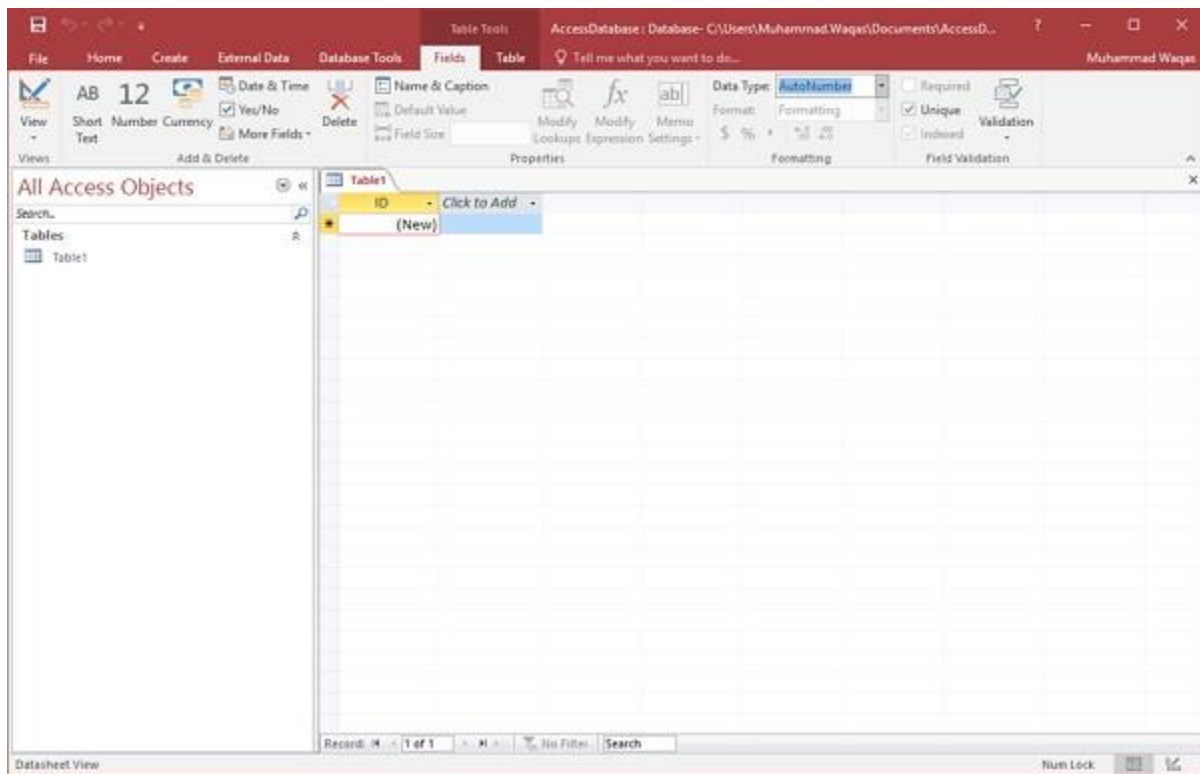 Table Tools
AccessDatabase : Database- C:\Users\Muhammad.Waqas\Documents\AccessD...
?
File Home Create External Data Database Tools Fields Table Tell me what you want to do... Muhammad Waqas
View
AB Short Text
12 Number
Currency
Date & Time
Yes/No
More Fields
Delete
Name & Caption
Default Value
Field Size
Modify Lookups
fx Modify Expression
ab Memo Settings
Data Type: AutoNumber
Format: Formatting
$ % ,
Required
Unique
Indexed
Validation
Views Add & Delete Properties Formatting Field Validation
All Access Objects
Search...
Tables
Table1
Table1
ID Click to Add
(New)
Record: 1 of 1 No Filter Search
Datasheet View Num Lock